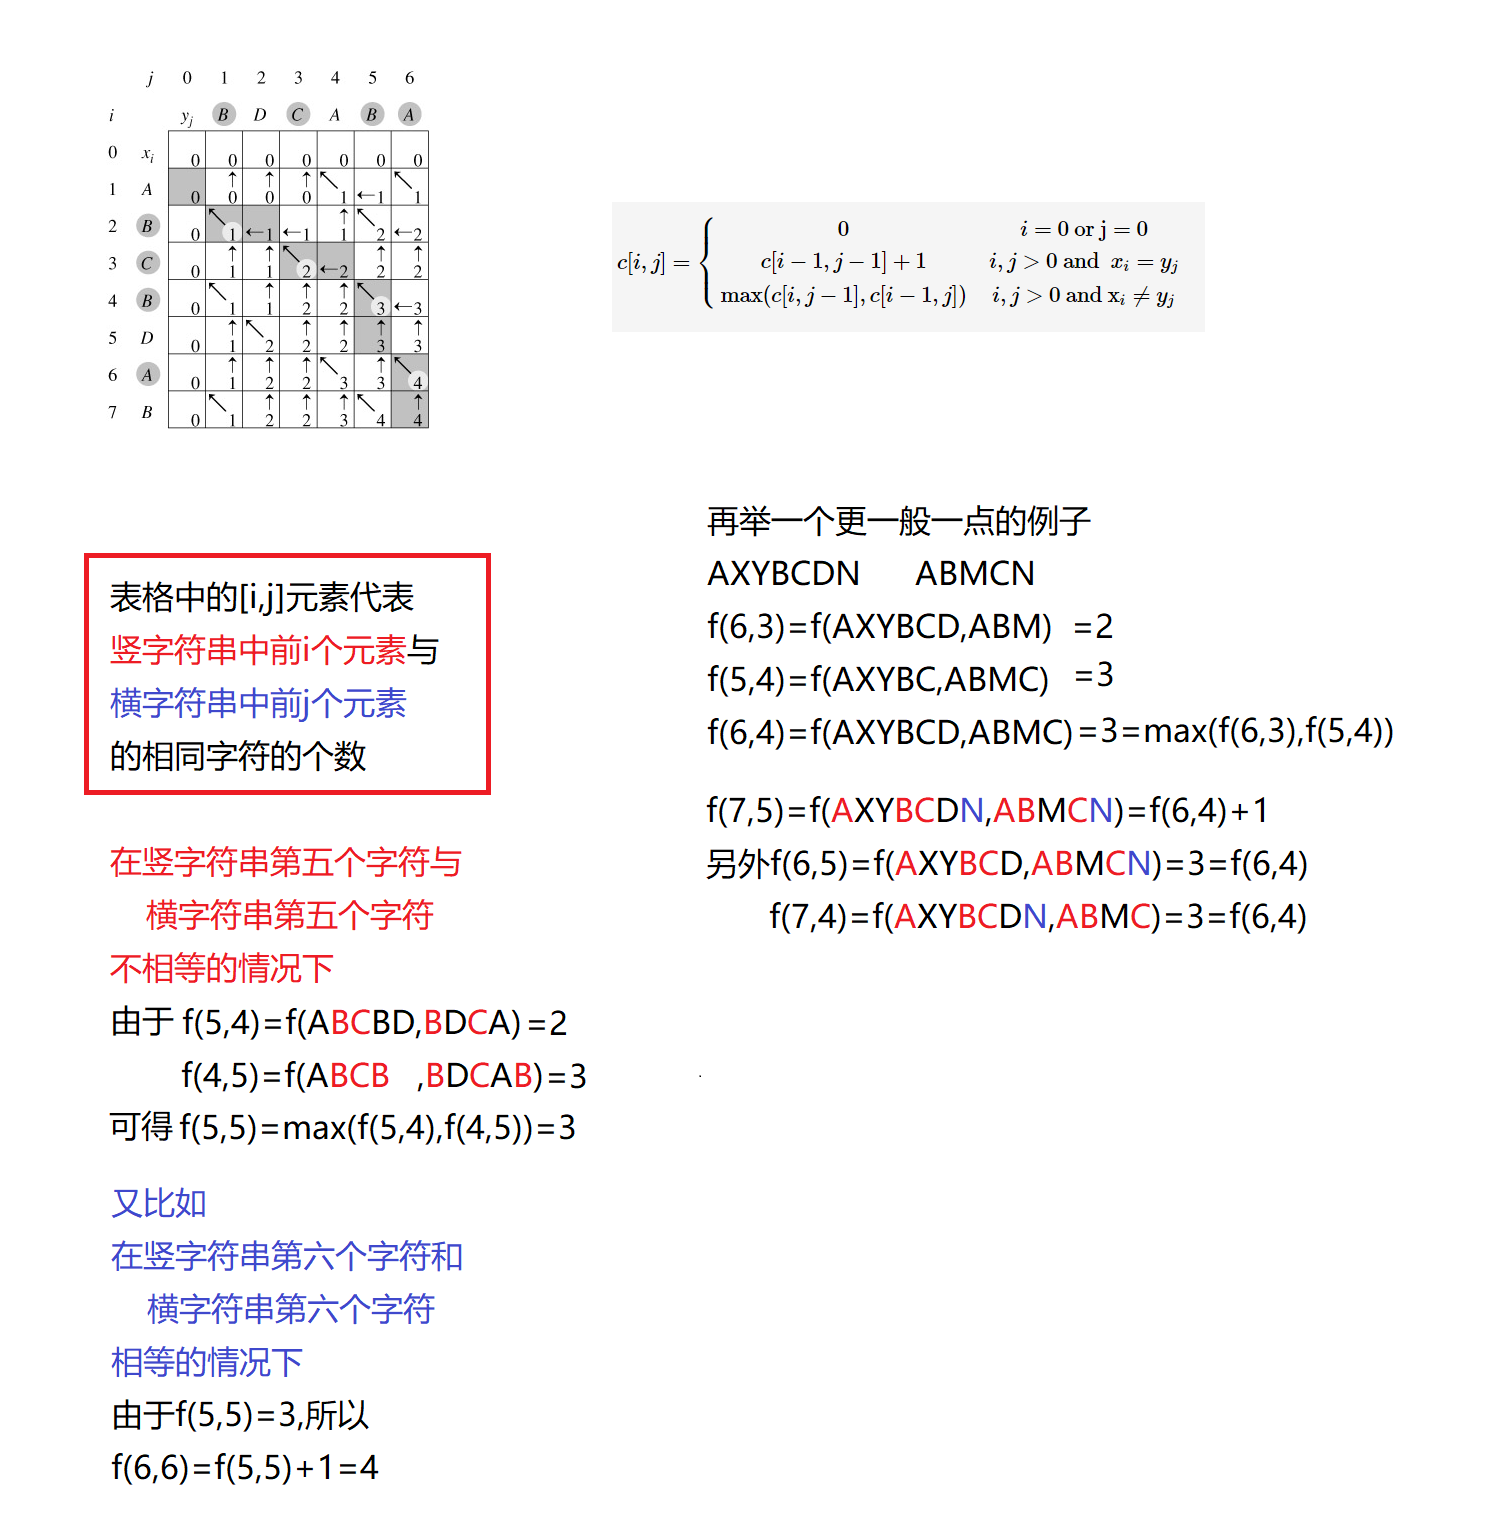 j 0 1 2 3 4 5 6
i yj B D C A B A
0 xi 0 0 0 0 0 0 0
1 A 0 ↑0 ↑0 ↑0 ↖1 ←1 ↖1
2 B 0 ↖1 ←1 ←1 ↑1 ↖2 ←2
3 C 0 ↑1 ↑1 ↖2 ←2 ↑2 ↑2
4 B 0 ↖1 ↑1 ↑2 ↑2 ↖3 ←3
5 D 0 ↑1 ↖2 ↑2 ↑2 ↑3 ↑3
6 A 0 ↑1 ↑2 ↑2 ↖3 ↑3 ↖4
7 B 0 ↖1 ↑2 ↑2 ↑3 ↖4 ↑4
0 i = 0 or j = 0
c[i, j] = { c[i − 1, j − 1] + 1 i, j > 0 and xi = yj
max(c[i, j − 1], c[i − 1, j]) i, j > 0 and xi ≠ yj
表格中的[i,j]元素代表
竖字符串中前i个元素与
横字符串中前j个元素
的相同字符的个数
在竖字符串第五个字符与
横字符串第五个字符
不相等的情况下
由于 f(5,4)=f(ABCBD,BDCA)=2
f(4,5)=f(ABCB ,BDCAB)=3
可得 f(5,5)=max(f(5,4),f(4,5))=3
又比如
在竖字符串第六个字符和
横字符串第六个字符
相等的情况下
由于f(5,5)=3,所以
f(6,6)=f(5,5)+1=4
再举一个更一般一点的例子
AXYBCDN ABMCN
f(6,3)=f(AXYBCD,ABM) =2
f(5,4)=f(AXYBC,ABMC) =3
f(6,4)=f(AXYBCD,ABMC)=3=max(f(6,3),f(5,4))
f(7,5)=f(AXYBCDN,ABMCN)=f(6,4)+1
另外f(6,5)=f(AXYBCD,ABMCN)=3=f(6,4)
f(7,4)=f(AXYBCDN,ABMC)=3=f(6,4)